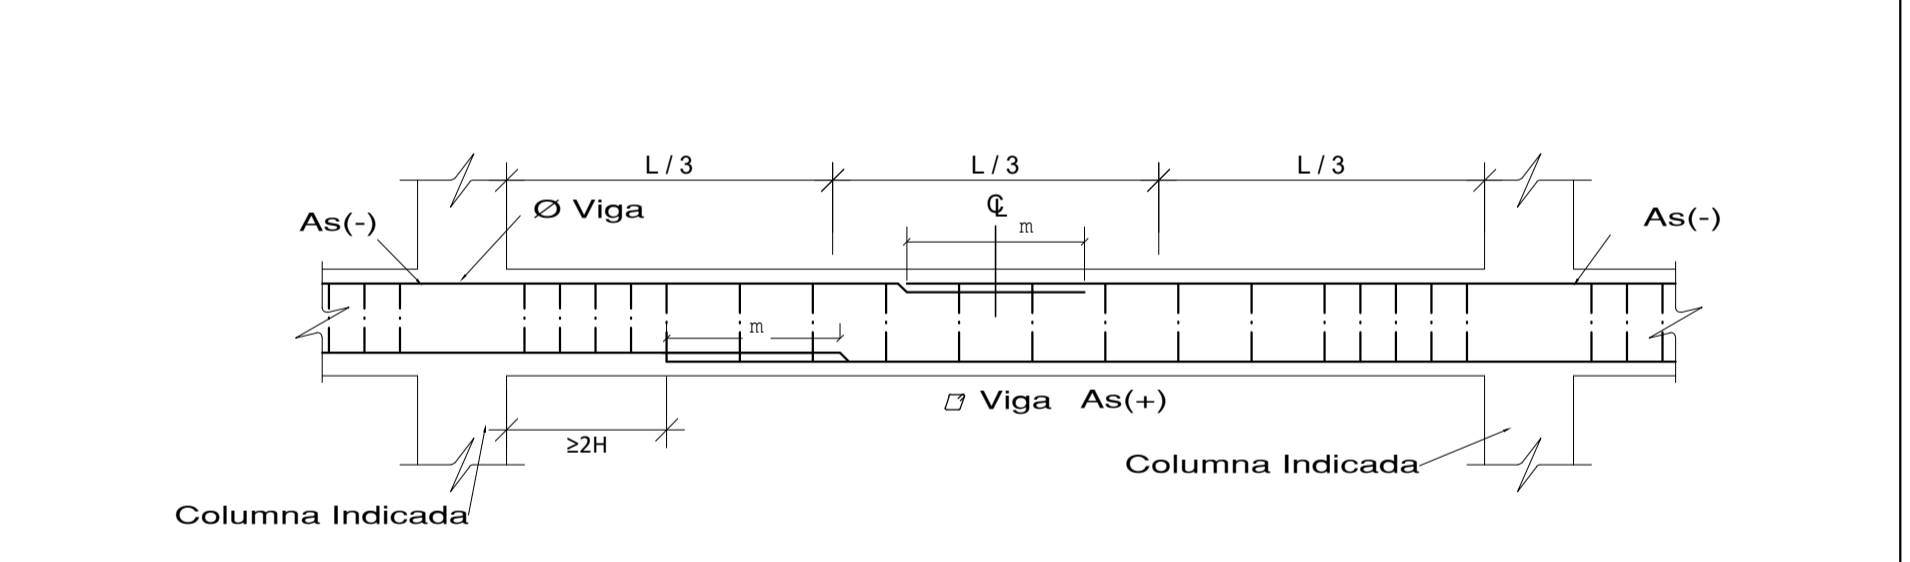 L / 3
L / 3
L / 3
As(-)
Ø Viga
℄
m
As(-)
m
Viga As(+)
≥2H
Columna Indicada
Columna Indicada